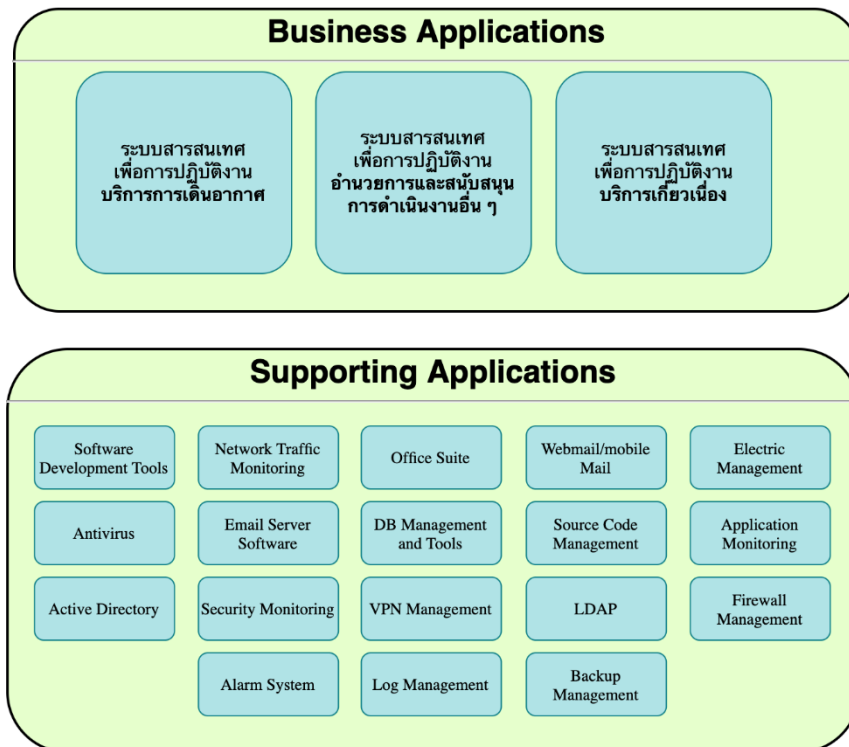 Business Applications
ระบบสารสนเทศ
เพื่อการปฏิบัติงาน
บริการการเดินอากาศ
ระบบสารสนเทศ
เพื่อการปฏิบัติงาน
อำนวยการและสนับสนุน
การดำเนินงานอื่น ๆ
ระบบสารสนเทศ
เพื่อการปฏิบัติงาน
บริการเกี่ยวเนื่อง
Supporting Applications
Software
Development Tools
Network Traffic
Monitoring
Office Suite
Webmail/mobile
Mail
Electric
Management
Antivirus
Email Server
Software
DB Management
and Tools
Source Code
Management
Application
Monitoring
Active Directory
Security Monitoring
VPN Management
LDAP
Firewall
Management
Alarm System
Log Management
Backup
Management